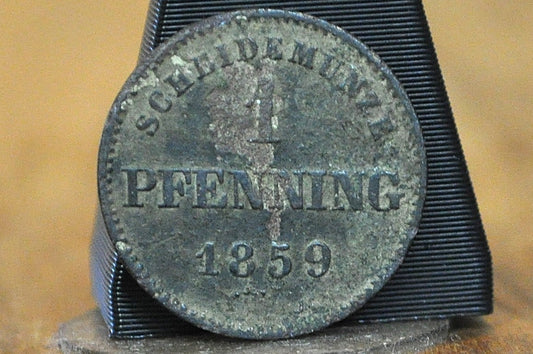 SCHEIDEMÜNZE
1
PFENNING
1859